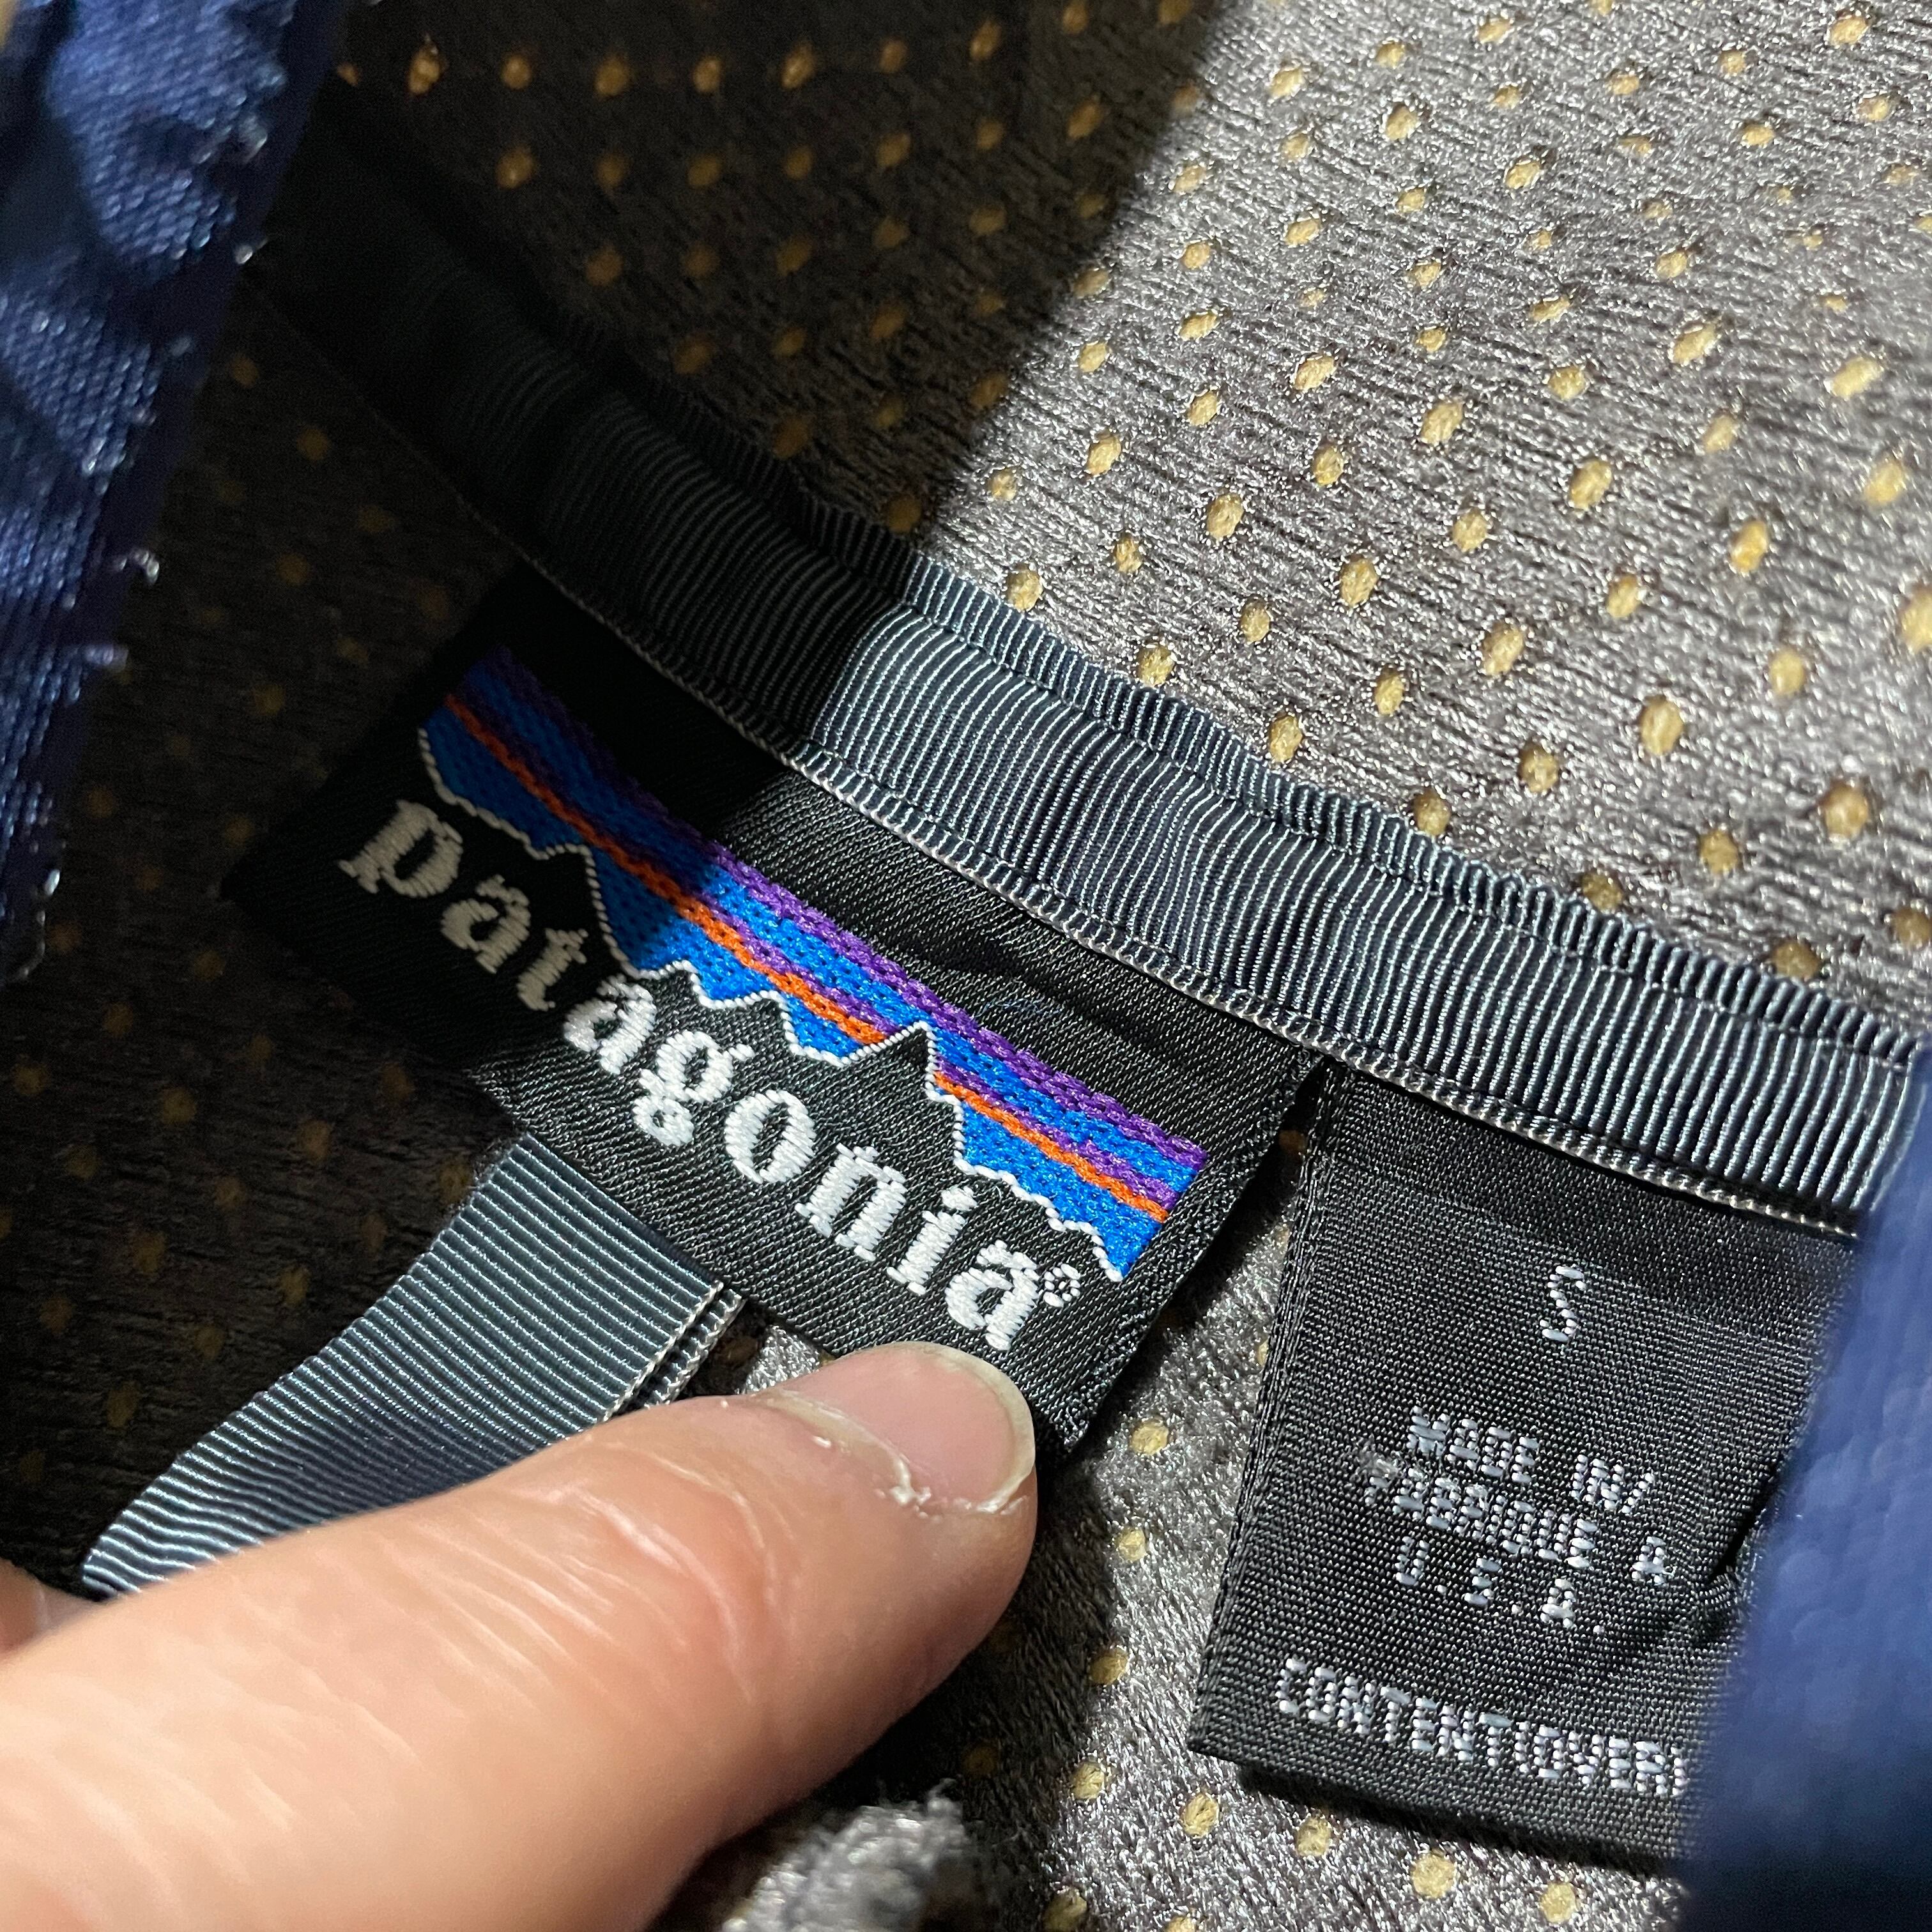 patagonia®
S
MADE IN/
FABRIQUE A
U.S.A.
CONTENT(OVER)